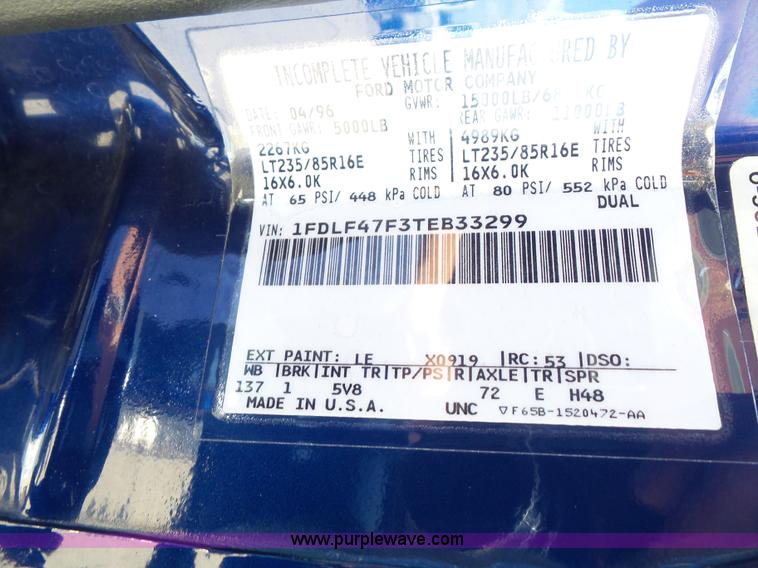 INCOMPLETE VEHICLE MANUFACTURED BY
FORD MOTOR COMPANY
DATE: 04/96 GVWR: 15000LB/68 KG
FRONT GAWR: 5000LB REAR GAWR: 11000LB
2267KG WITH 4989KG WITH
LT235/85R16E TIRES LT235/85R16E TIRES
16X6.0K RIMS 16X6.0K RIMS
AT 65 PSI/ 448 kPa COLD AT 80 PSI/ 552 kPa COLD
DUAL
VIN: 1FDLF47F3TEB33299
EXT PAINT: LE X0919 |RC: 53 |DSO:
WB |BRK|INT TR|TP/PS|R|AXLE|TR|SPR
137 1 5V8 72 E H48
MADE IN U.S.A. UNC ▽F65B-1520472-AA
www.purplewave.com